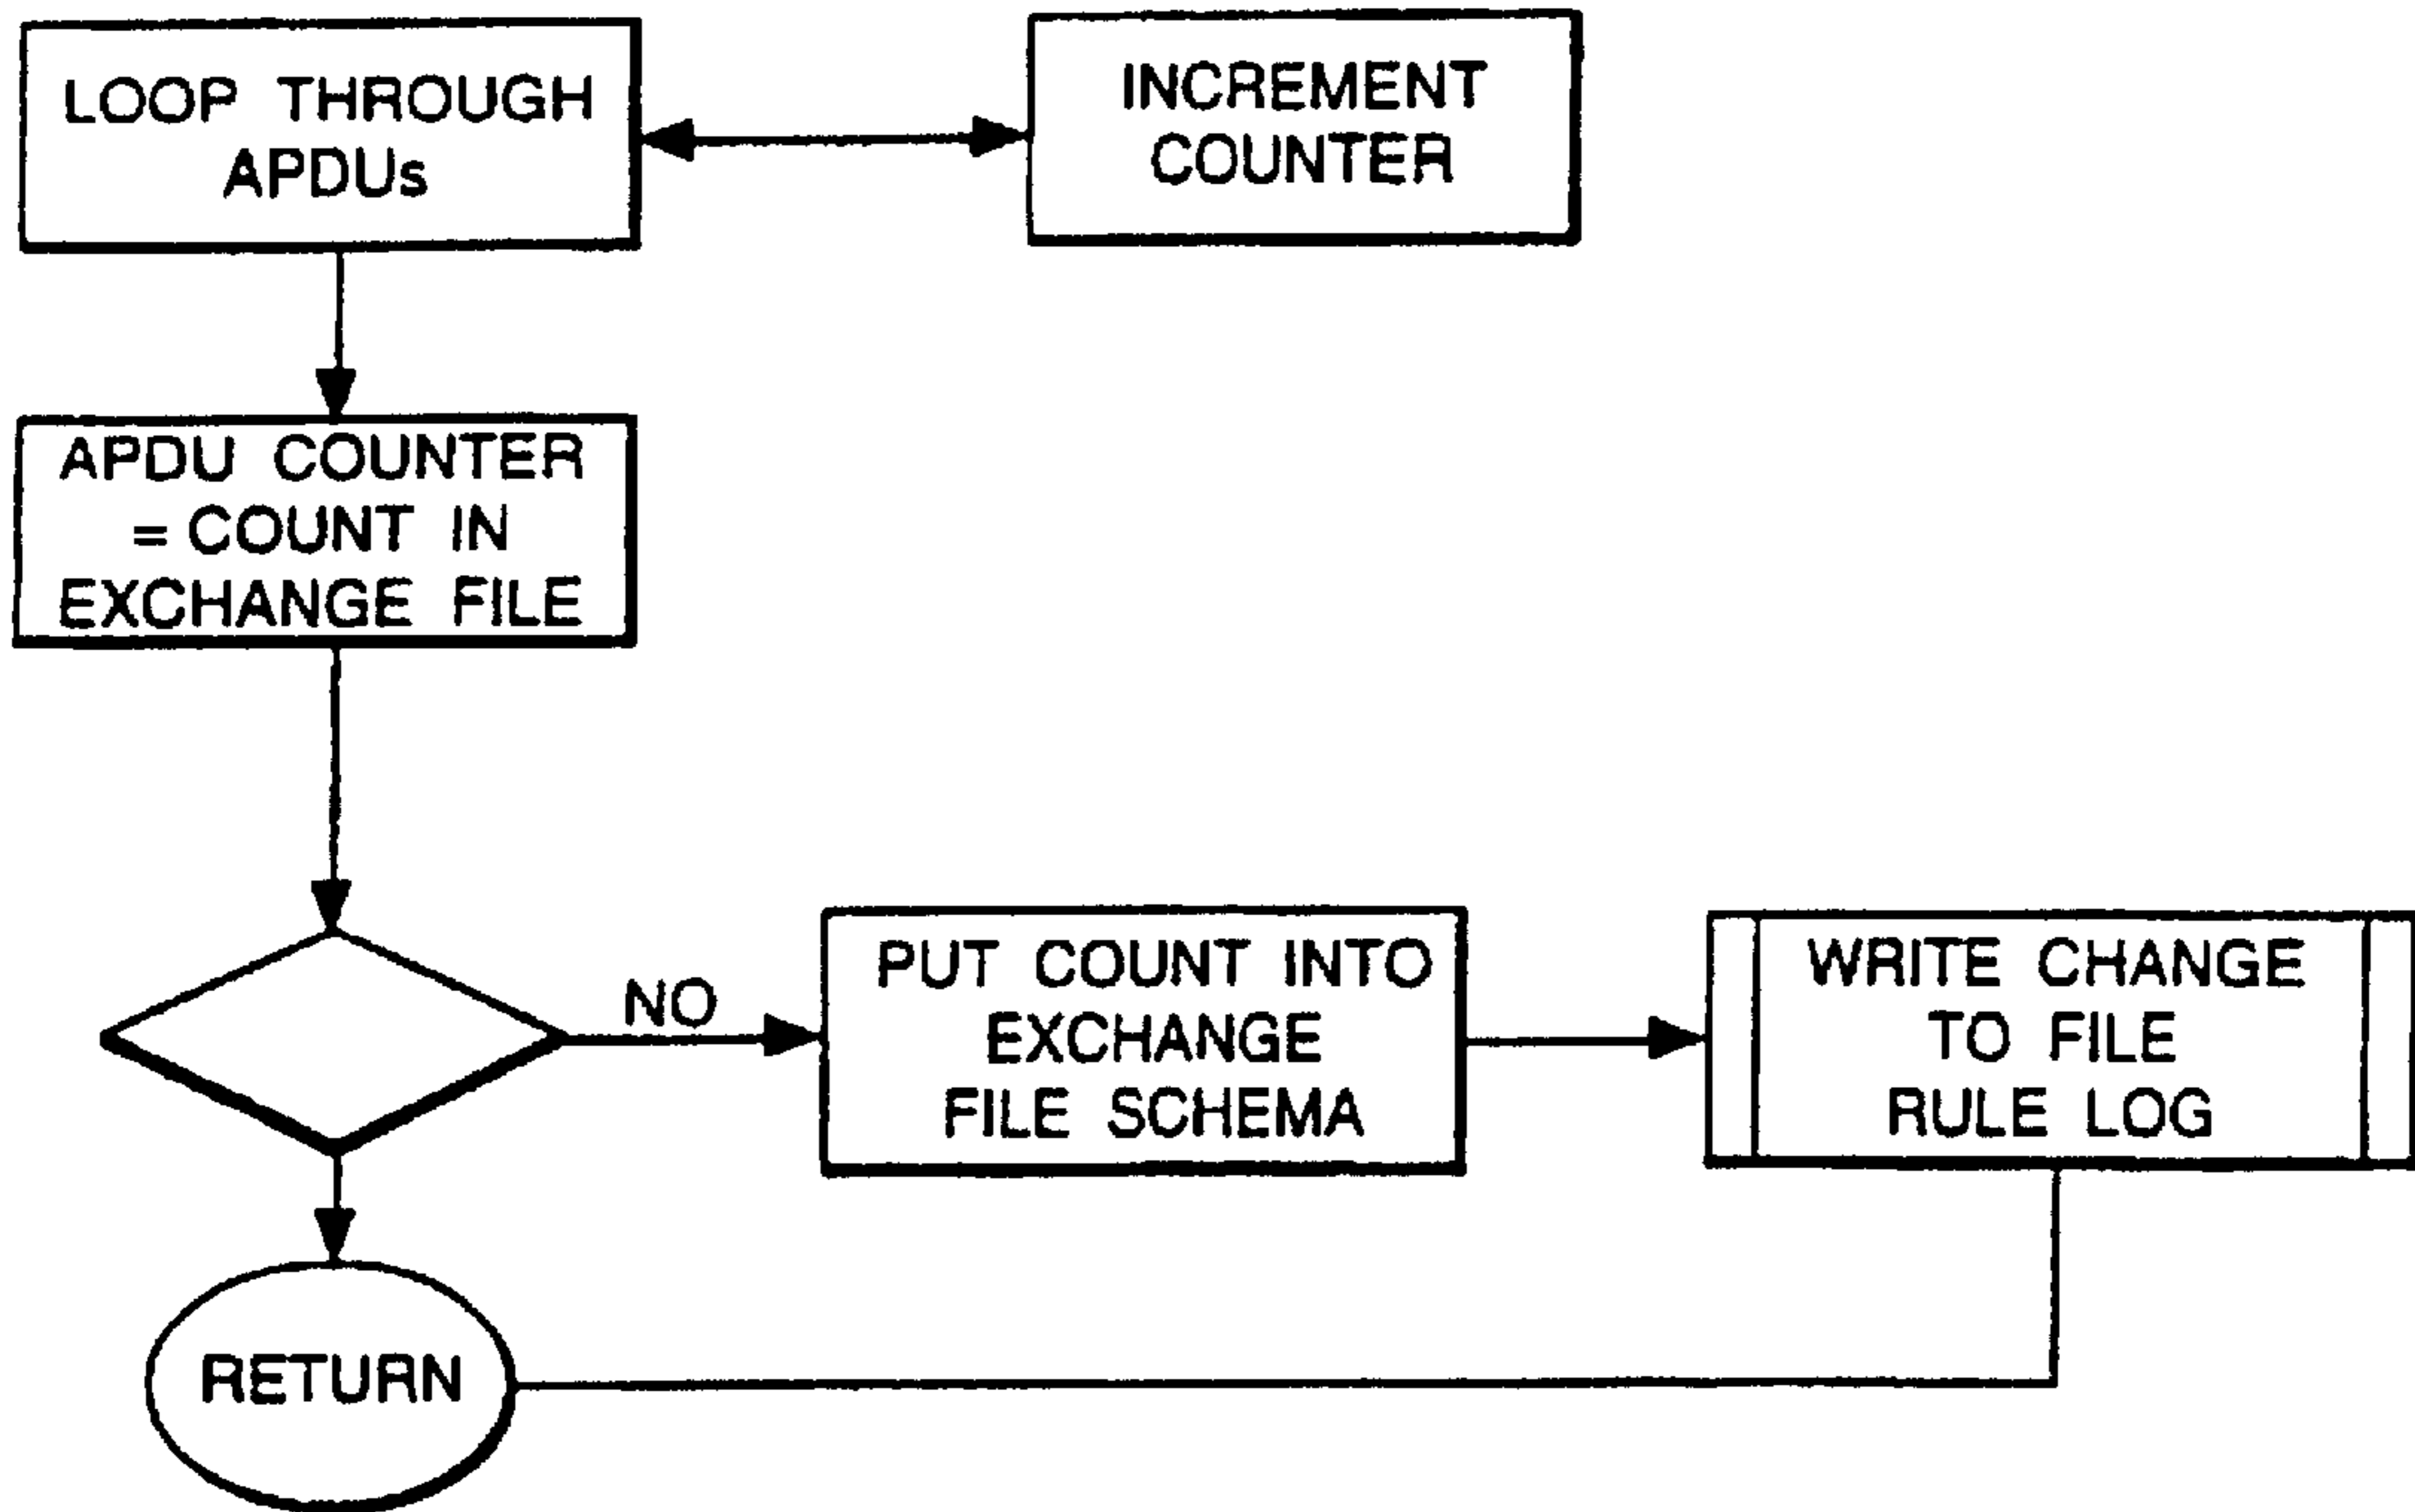 LOOP THROUGH
APDUs
INCREMENT
COUNTER
APDU COUNTER
= COUNT IN
EXCHANGE FILE
NO
PUT COUNT INTO
EXCHANGE
FILE SCHEMA
WRITE CHANGE
TO FILE
RULE LOG
RETURN